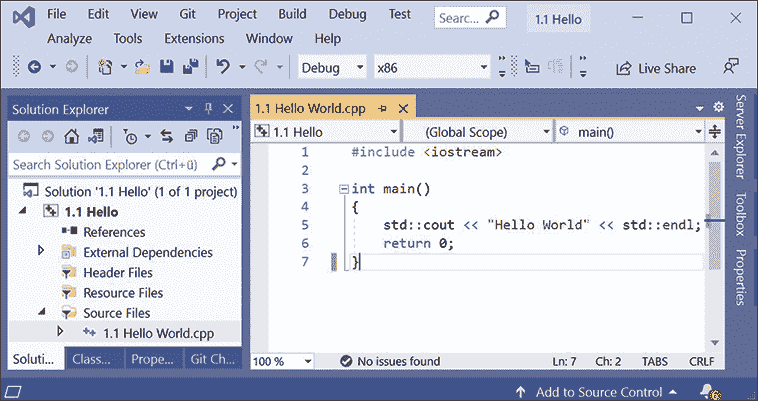 File Edit View Git Project Build Debug Test Searc... 1.1 Hello
Analyze Tools Extensions Window Help
Debug x86 Live Share
Solution Explorer
Search Solution Explorer (Ctrl+ü)
Solution '1.1 Hello' (1 of 1 project)
1.1 Hello
References
External Dependencies
Header Files
Resource Files
Source Files
1.1 Hello World.cpp
Solutio... Class... Prope... Git Ch...
1.1 Hello World.cpp
1.1 Hello (Global Scope) main()
1 #include <iostream>
2
3 int main()
4 {
5 std::cout << "Hello World" << std::endl;
6 return 0;
7 }
100 % No issues found Ln: 7 Ch: 2 TABS CRLF
Server Explorer
Toolbox
Properties
Add to Source Control 6